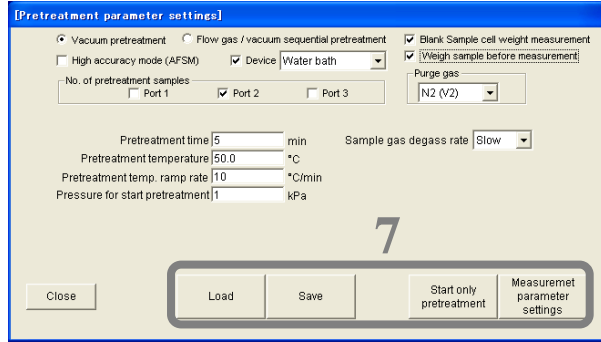 [Pretreatment parameter settings]
Vacuum pretreatment Flow gas / vacuum sequential pretreatment Blank Sample cell weight measurement
High accuracy mode (AFSM) Device Water bath Weigh sample before measurement
No. of pretreatment samples Purge gas
Port 1 Port 2 Port 3 N2 (V2)
Pretreatment time 5 min Sample gas degass rate Slow
Pretreatment temperature 50.0 °C
Pretreatment temp. ramp rate 10 °C/min
Pressure for start pretreatment 1 kPa
7
Close Load Save Start only pretreatment Measuremet parameter settings